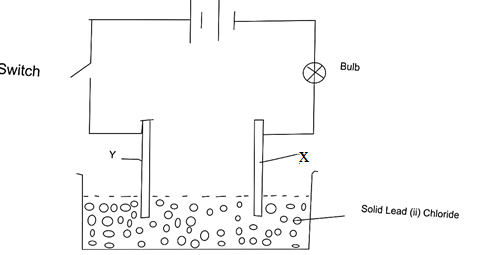 Switch
Bulb
Y
X
Solid Lead (ii) Chloride